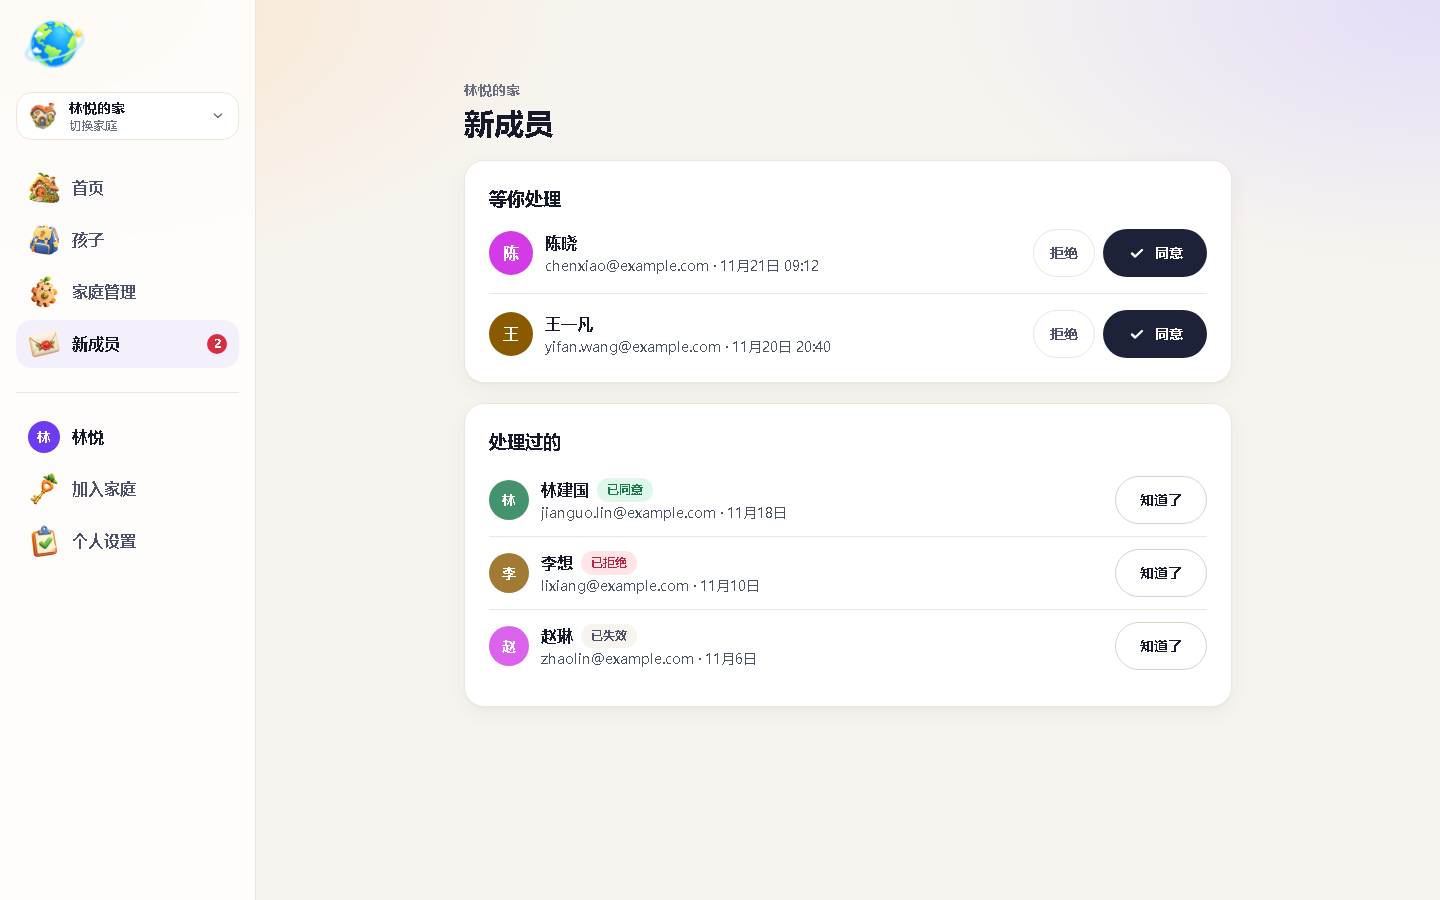 林悦的家
切换家庭
首页
孩子
家庭管理
新成员
2
林
林悦
加入家庭
个人设置
林悦的家
新成员
等你处理
陈
陈晓
chenxiao@example.com · 11月21日 09:12
拒绝
同意
王
王一凡
yifan.wang@example.com · 11月20日 20:40
拒绝
同意
处理过的
林
林建国 已同意
jianguo.lin@example.com · 11月18日
知道了
李
李想 已拒绝
lixiang@example.com · 11月10日
知道了
赵
赵琳 已失效
zhaolin@example.com · 11月6日
知道了